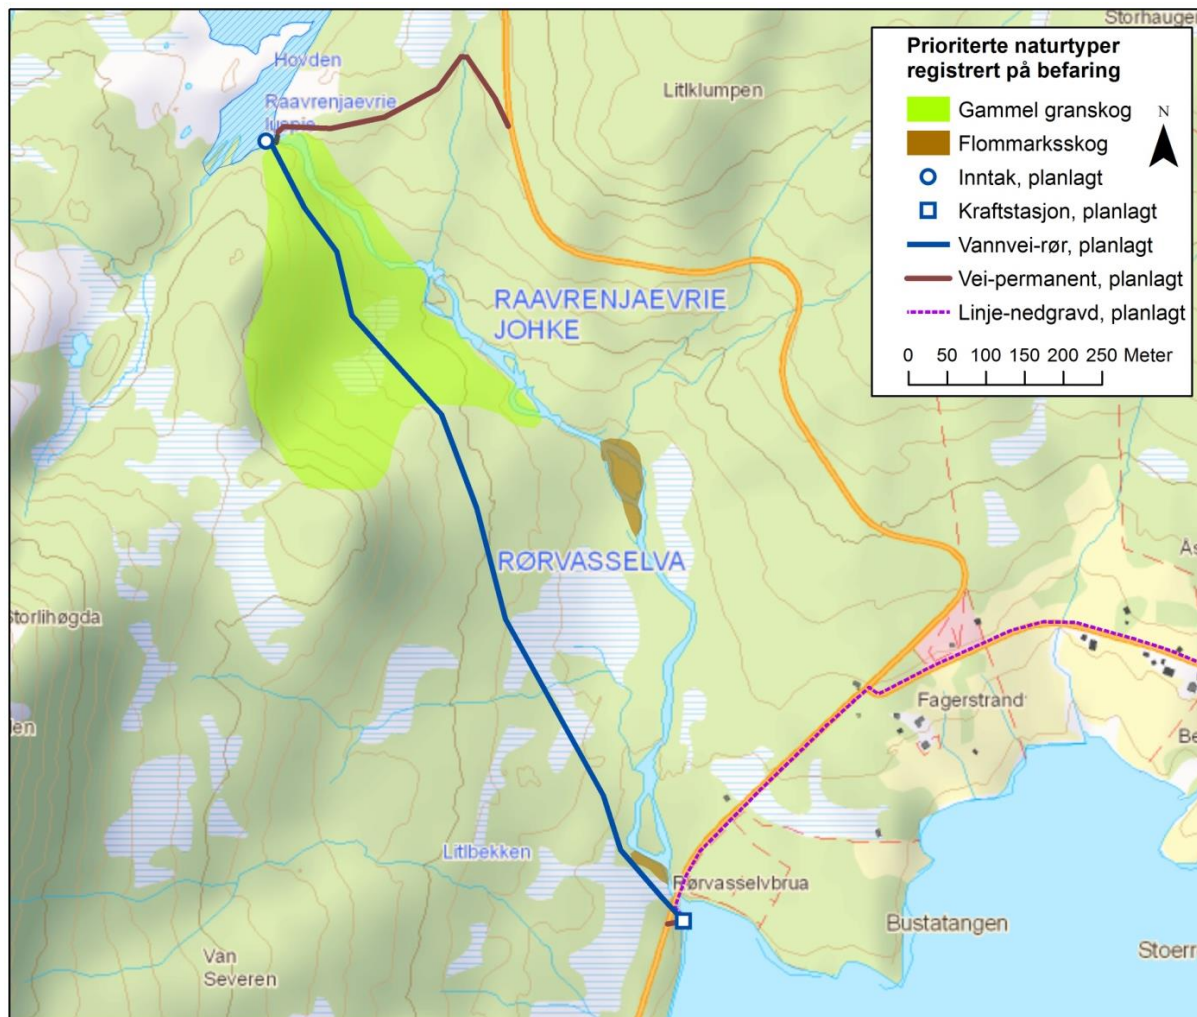 Storhaugen
Prioriterte naturtyper
registrert på befaring
Gammel granskog
Flommarksskog
Inntak, planlagt
Kraftstasjon, planlagt
Vannvei-rør, planlagt
Vei-permanent, planlagt
Linje-nedgravd, planlagt
0 50 100 150 200 250 Meter
N
Hovden
Raavrenjaevrie
luspie
Litlklumpen
RAAVRENJAEVRIE
JOHKE
RØRVASSELVA
Storlihøgda
Fagerstrand
Litlbekken
Rørvasselvbrua
Bustatangen
Van
Severen